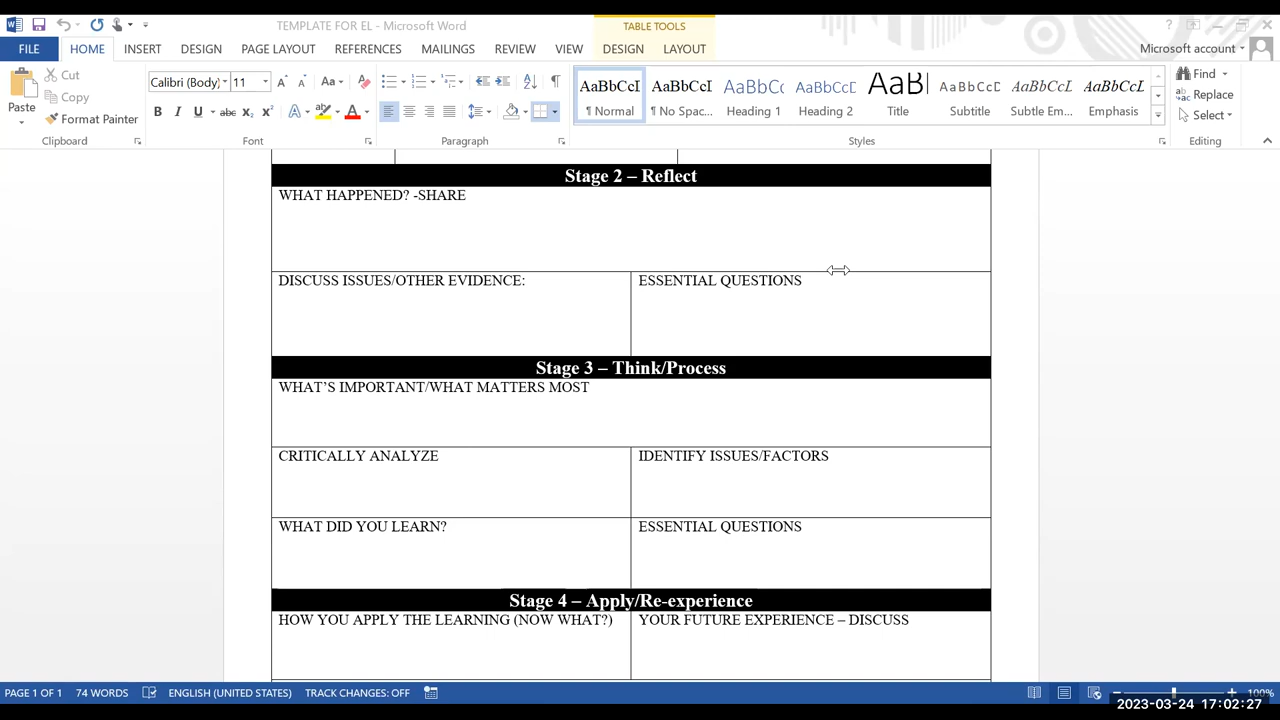 TEMPLATE FOR EL - Microsoft Word
TABLE TOOLS
?
FILE HOME INSERT DESIGN PAGE LAYOUT REFERENCES MAILINGS REVIEW VIEW DESIGN LAYOUT Microsoft account
Paste
Cut
Copy
Format Painter
Clipboard
Calibri (Body) 11
Font
Paragraph
AaBbCcI AaBbCcI AaBbCc AaBbCcD AaBl AaBbCcD AaBbCcL AaBbCcL
¶ Normal ¶ No Spac... Heading 1 Heading 2 Title Subtitle Subtle Em... Emphasis
Styles
Find
Replace
Select
Editing
Stage 2 – Reflect
WHAT HAPPENED? -SHARE
DISCUSS ISSUES/OTHER EVIDENCE:
ESSENTIAL QUESTIONS
Stage 3 – Think/Process
WHAT’S IMPORTANT/WHAT MATTERS MOST
CRITICALLY ANALYZE
IDENTIFY ISSUES/FACTORS
WHAT DID YOU LEARN?
ESSENTIAL QUESTIONS
Stage 4 – Apply/Re-experience
HOW YOU APPLY THE LEARNING (NOW WHAT?)
YOUR FUTURE EXPERIENCE – DISCUSS
PAGE 1 OF 1 74 WORDS ENGLISH (UNITED STATES) TRACK CHANGES: OFF 100%
2023-03-24 17:02:27